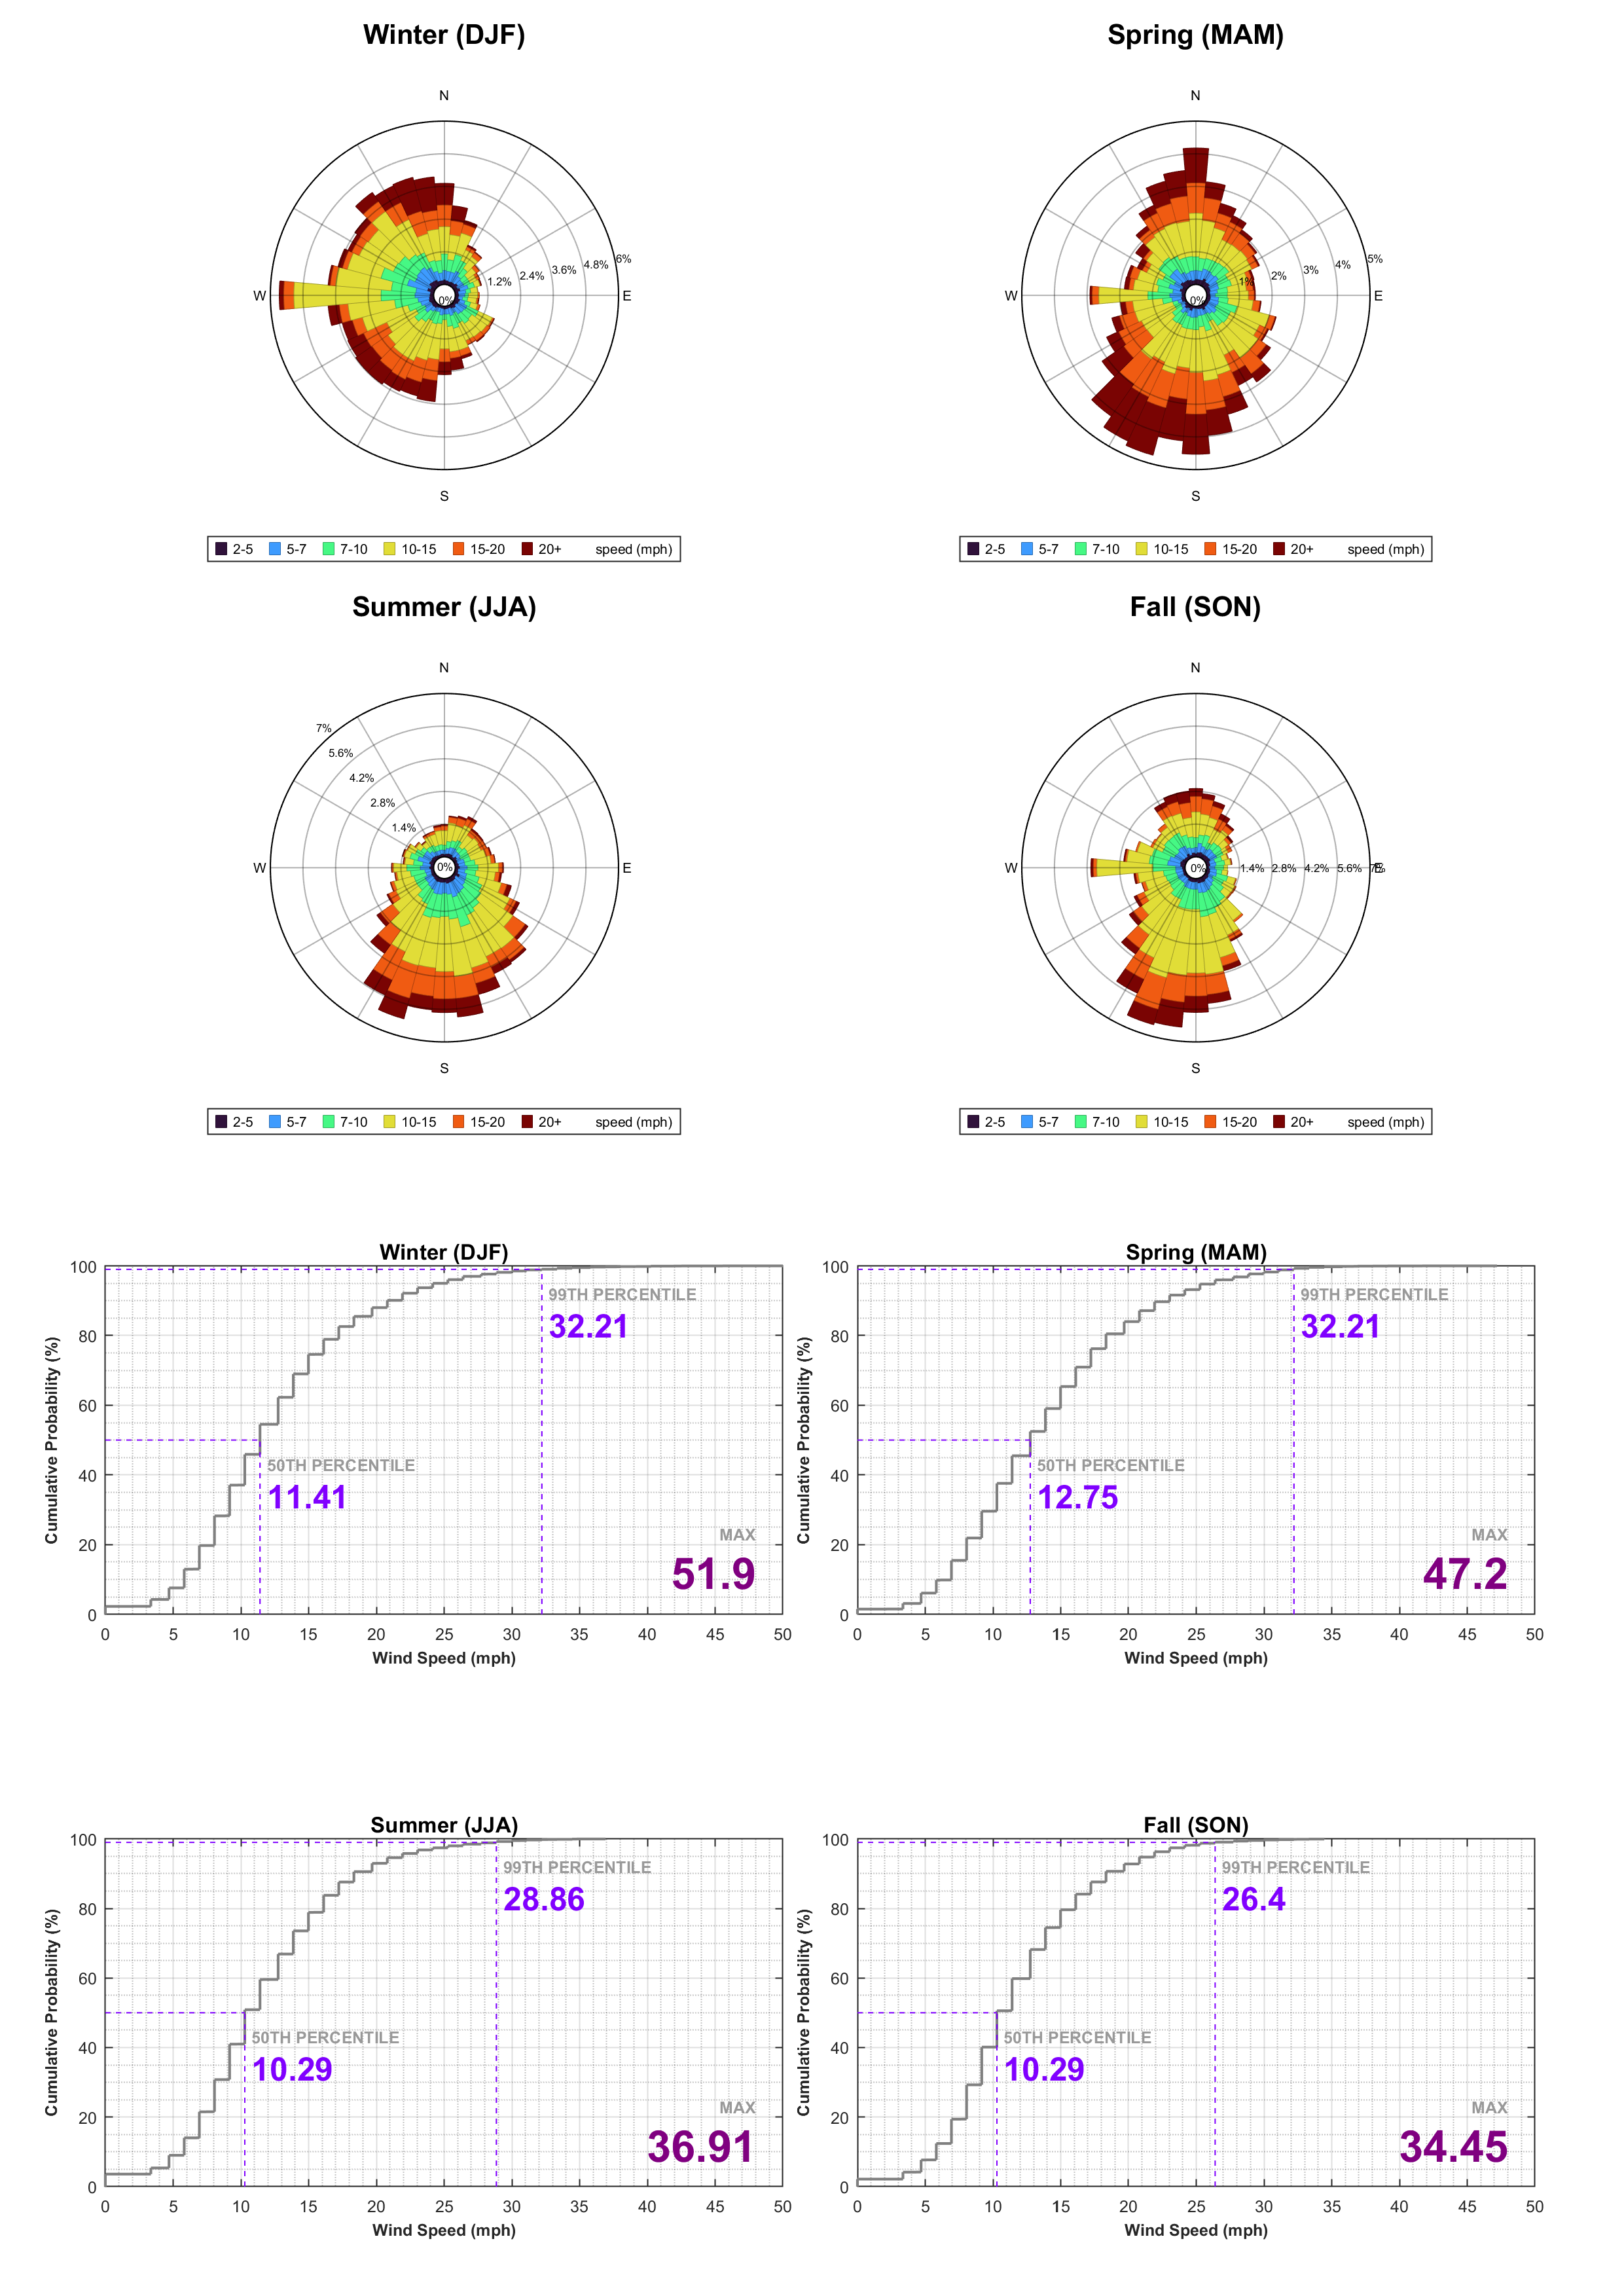 Winter (DJF)
Spring (MAM)
N
N
6%
4.8%
3.6%
2.4%
1.2%
0%
W
E
5%
4%
3%
2%
1%
0%
W
E
S
S
2-5 5-7 7-10 10-15 15-20 20+ speed (mph)
2-5 5-7 7-10 10-15 15-20 20+ speed (mph)
Summer (JJA)
Fall (SON)
N
N
7%
5.6%
4.2%
2.8%
1.4%
0%
W
E
W
0% 1.4% 2.8% 4.2% 5.6% 7%
E
S
S
2-5 5-7 7-10 10-15 15-20 20+ speed (mph)
2-5 5-7 7-10 10-15 15-20 20+ speed (mph)
Winter (DJF)
100
80
60
40
20
0
Cumulative Probability (%)
99TH PERCENTILE
32.21
50TH PERCENTILE
11.41
MAX
51.9
0 5 10 15 20 25 30 35 40 45 50
Wind Speed (mph)
Spring (MAM)
100
80
60
40
20
0
Cumulative Probability (%)
99TH PERCENTILE
32.21
50TH PERCENTILE
12.75
MAX
47.2
0 5 10 15 20 25 30 35 40 45 50
Wind Speed (mph)
Summer (JJA)
100
80
60
40
20
0
Cumulative Probability (%)
99TH PERCENTILE
28.86
50TH PERCENTILE
10.29
MAX
36.91
0 5 10 15 20 25 30 35 40 45 50
Wind Speed (mph)
Fall (SON)
100
80
60
40
20
0
Cumulative Probability (%)
99TH PERCENTILE
26.4
50TH PERCENTILE
10.29
MAX
34.45
0 5 10 15 20 25 30 35 40 45 50
Wind Speed (mph)